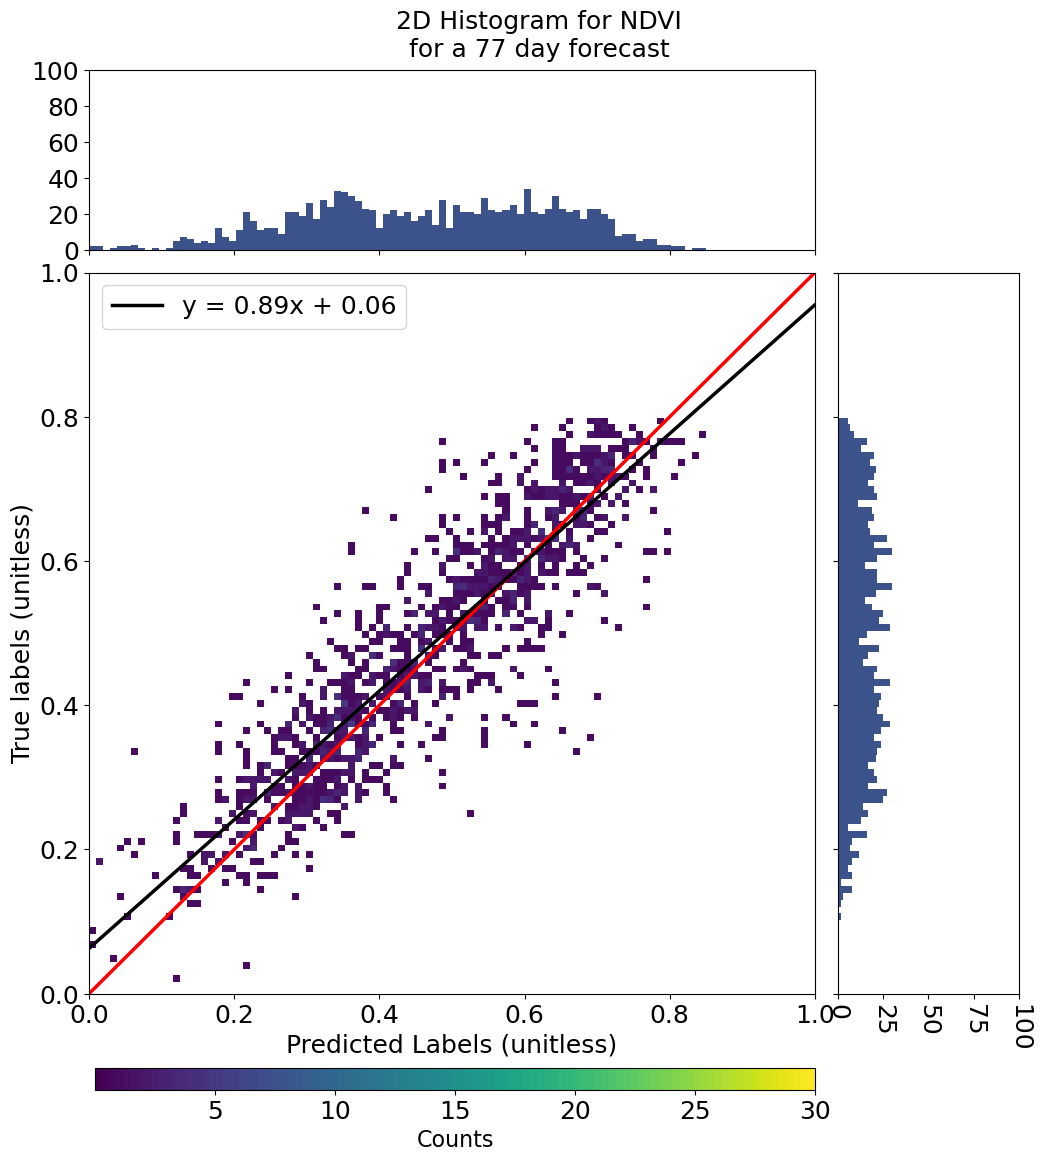 2D Histogram for NDVI
for a 77 day forecast
100
80
60
40
20
0
1.0
0.8
0.6
0.4
0.2
0.0
True labels (unitless)
y = 0.89x + 0.06
0.0 0.2 0.4 0.6 0.8 1.0
Predicted Labels (unitless)
0 25 50 75 100
5 10 15 20 25 30
Counts